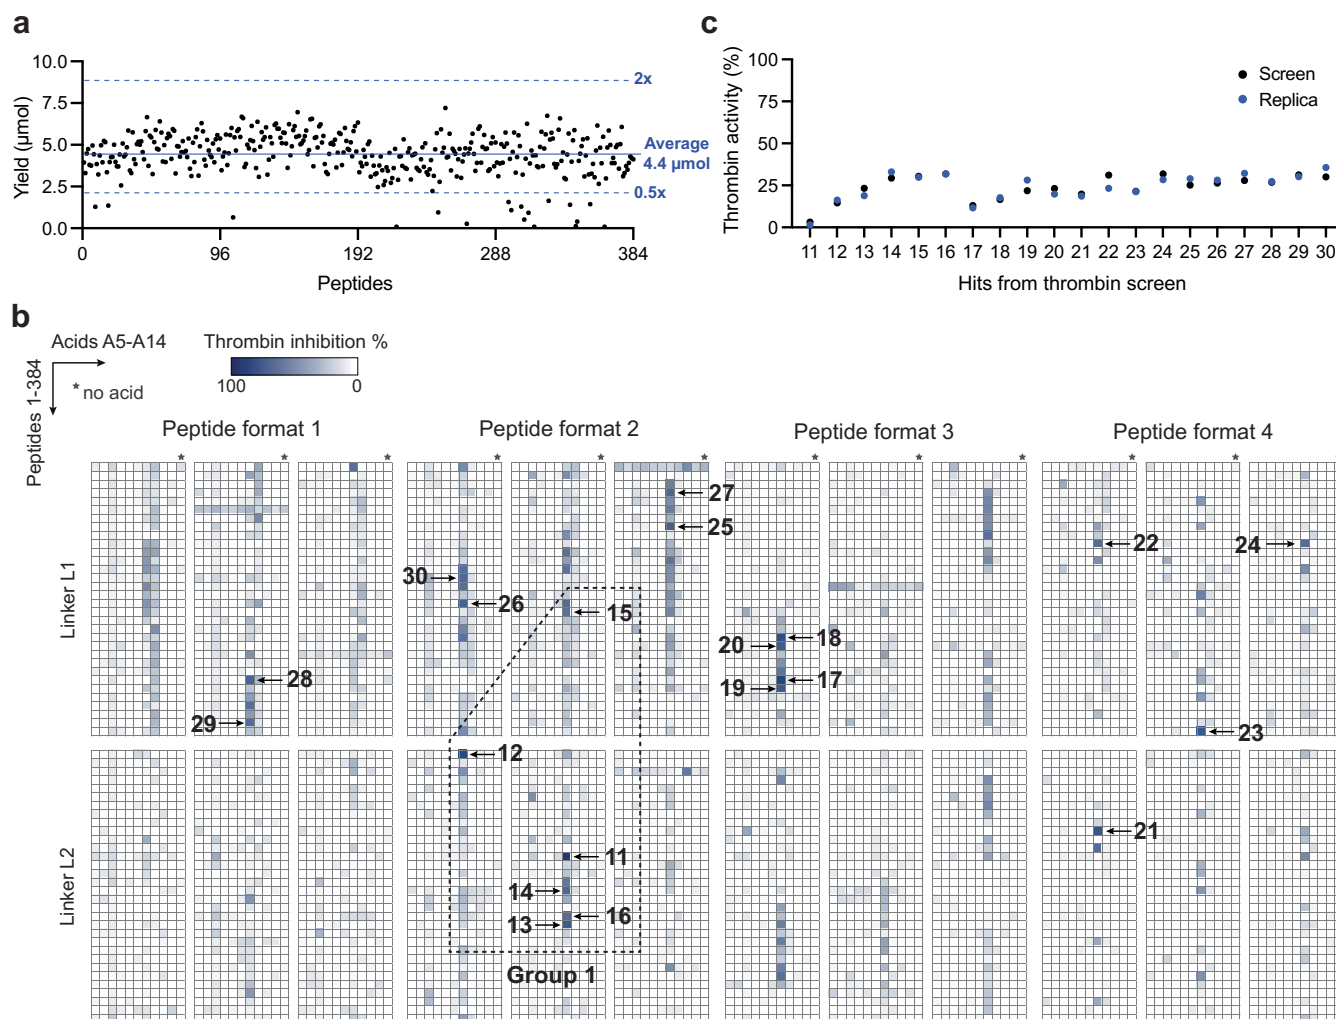 a
10.0
7.5
5.0
2.5
0.0
Yield (µmol)
0
96
192
288
384
Peptides
2x
Average
4.4 µmol
0.5x
c
100
75
50
25
0
Thrombin activity (%)
Screen
Replica
11 12 13 14 15 16 17 18 19 20 21 22 23 24 25 26 27 28 29 30
Hits from thrombin screen
b
Acids A5-A14
Peptides 1-384
* no acid
Thrombin inhibition %
100
0
Peptide format 1
Peptide format 2
Peptide format 3
Peptide format 4
* * * * * * * * * * *
Linker L1
27
25
22
24
30
26
15
18
20
17
19
28
29
23
Linker L2
12
21
11
14
16
13
Group 1